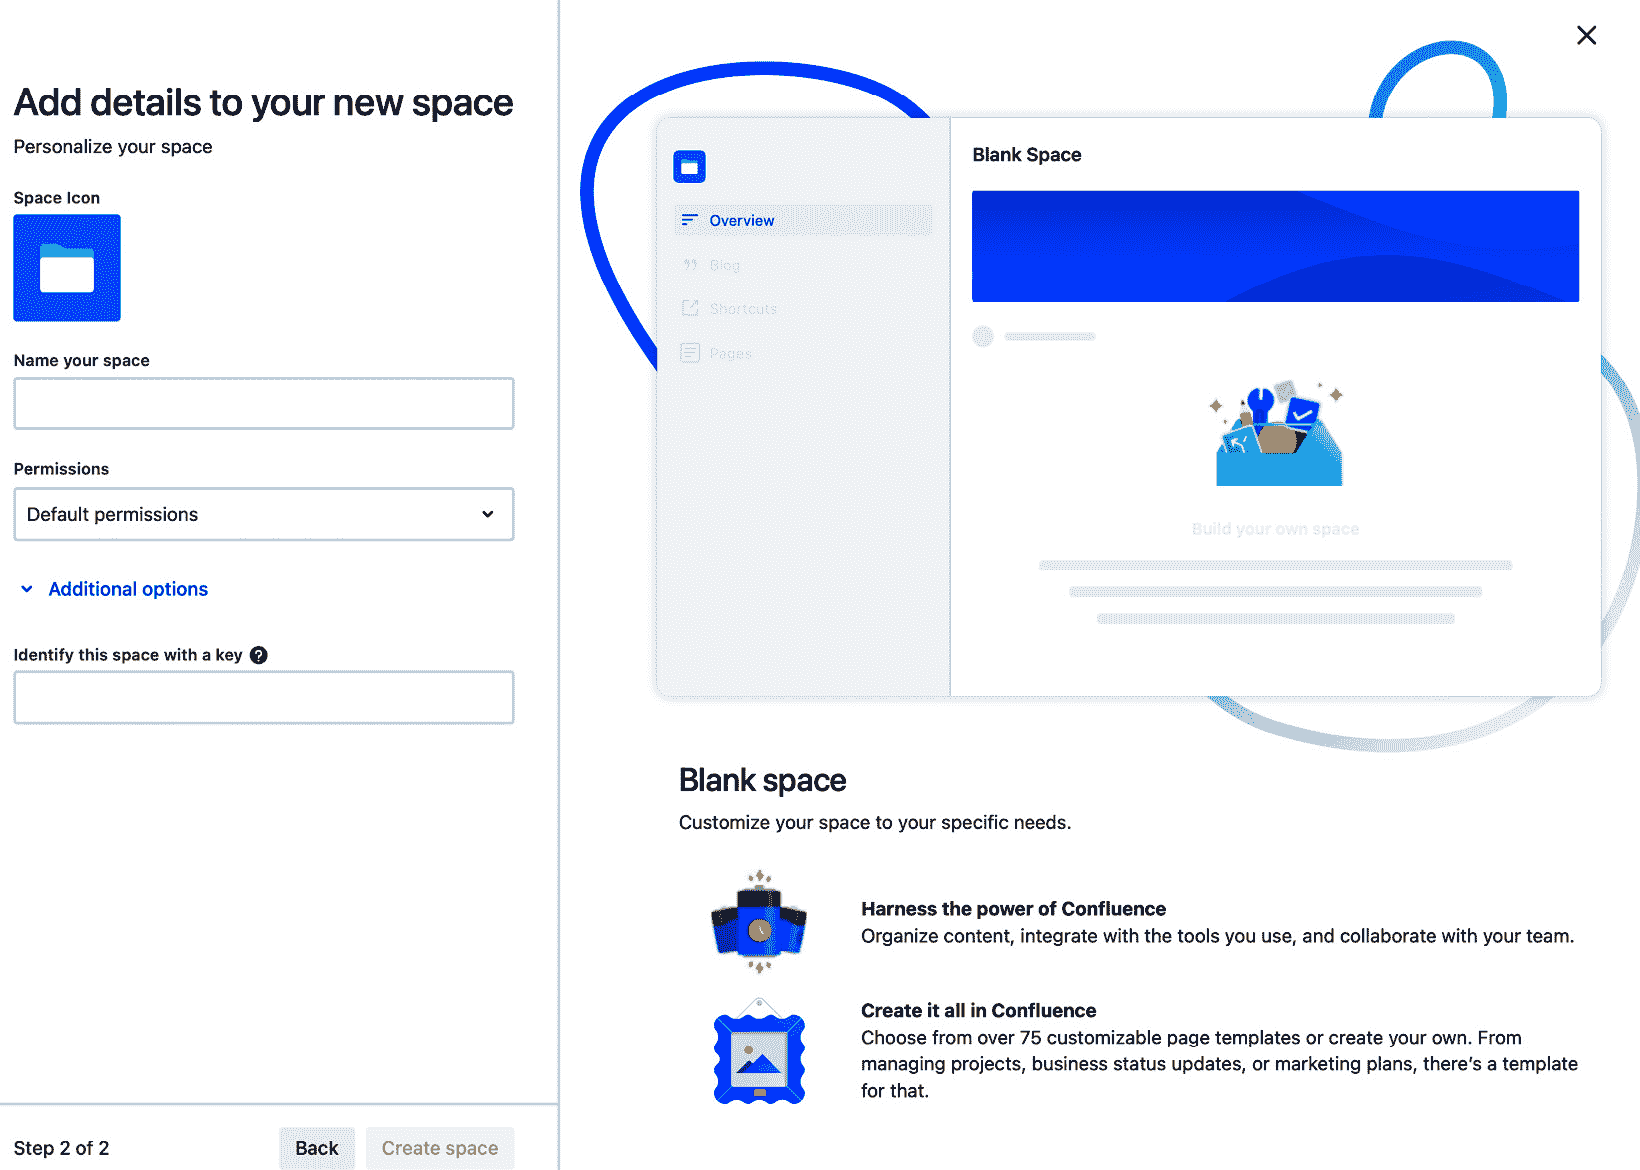 Add details to your new space
Personalize your space
Space Icon
Name your space
Permissions
Default permissions
Additional options
Identify this space with a key ?
Step 2 of 2
Back
Create space
Overview
Blog
Shortcuts
Pages
Blank Space
Build your own space
Blank space
Customize your space to your specific needs.
Harness the power of Confluence
Organize content, integrate with the tools you use, and collaborate with your team.
Create it all in Confluence
Choose from over 75 customizable page templates or create your own. From
managing projects, business status updates, or marketing plans, there's a template
for that.